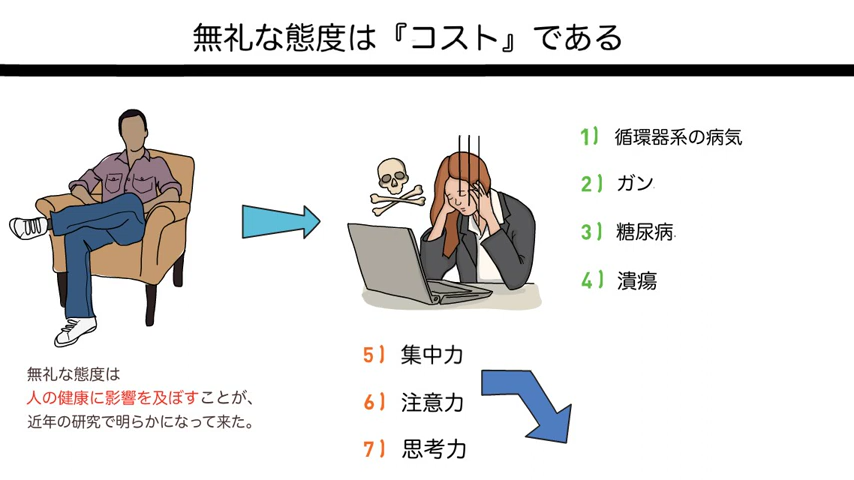 無礼な態度は『コスト』である
1) 循環器系の病気
2) ガン
3) 糖尿病
4) 潰瘍
無礼な態度は
人の健康に影響を及ぼすことが、
近年の研究で明らかになって来た。
5) 集中力
6) 注意力
7) 思考力